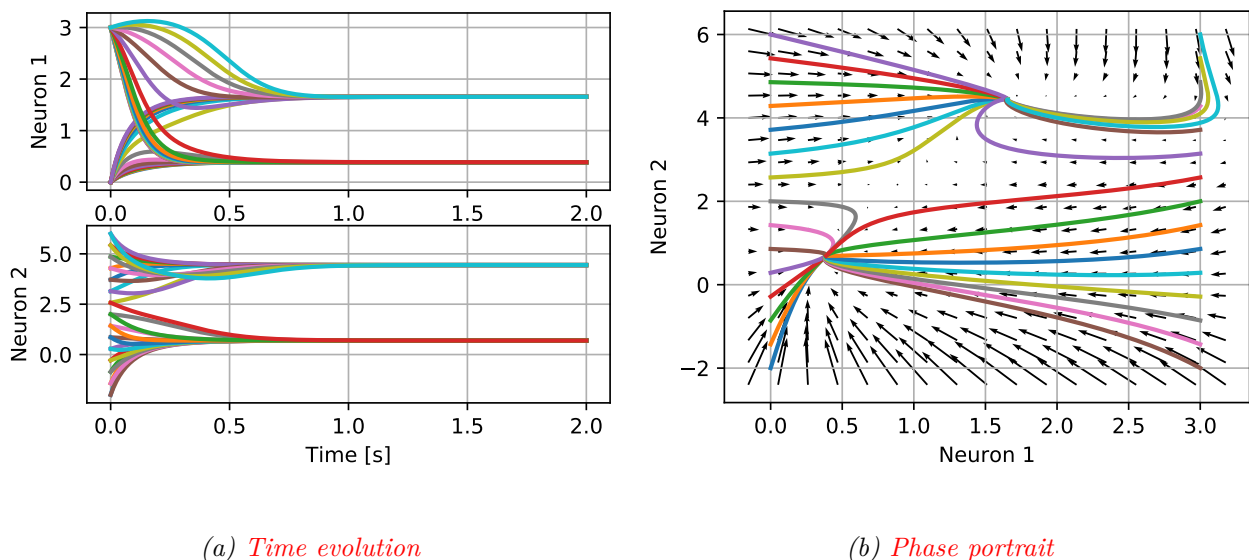 3
2
1
0
Neuron 1
0.0 0.5 1.0 1.5 2.0
5.0
2.5
0.0
Neuron 2
0.0 0.5 1.0 1.5 2.0
Time [s]
6
4
2
0
−2
Neuron 2
0.0 0.5 1.0 1.5 2.0 2.5 3.0
Neuron 1
(a) Time evolution
(b) Phase portrait